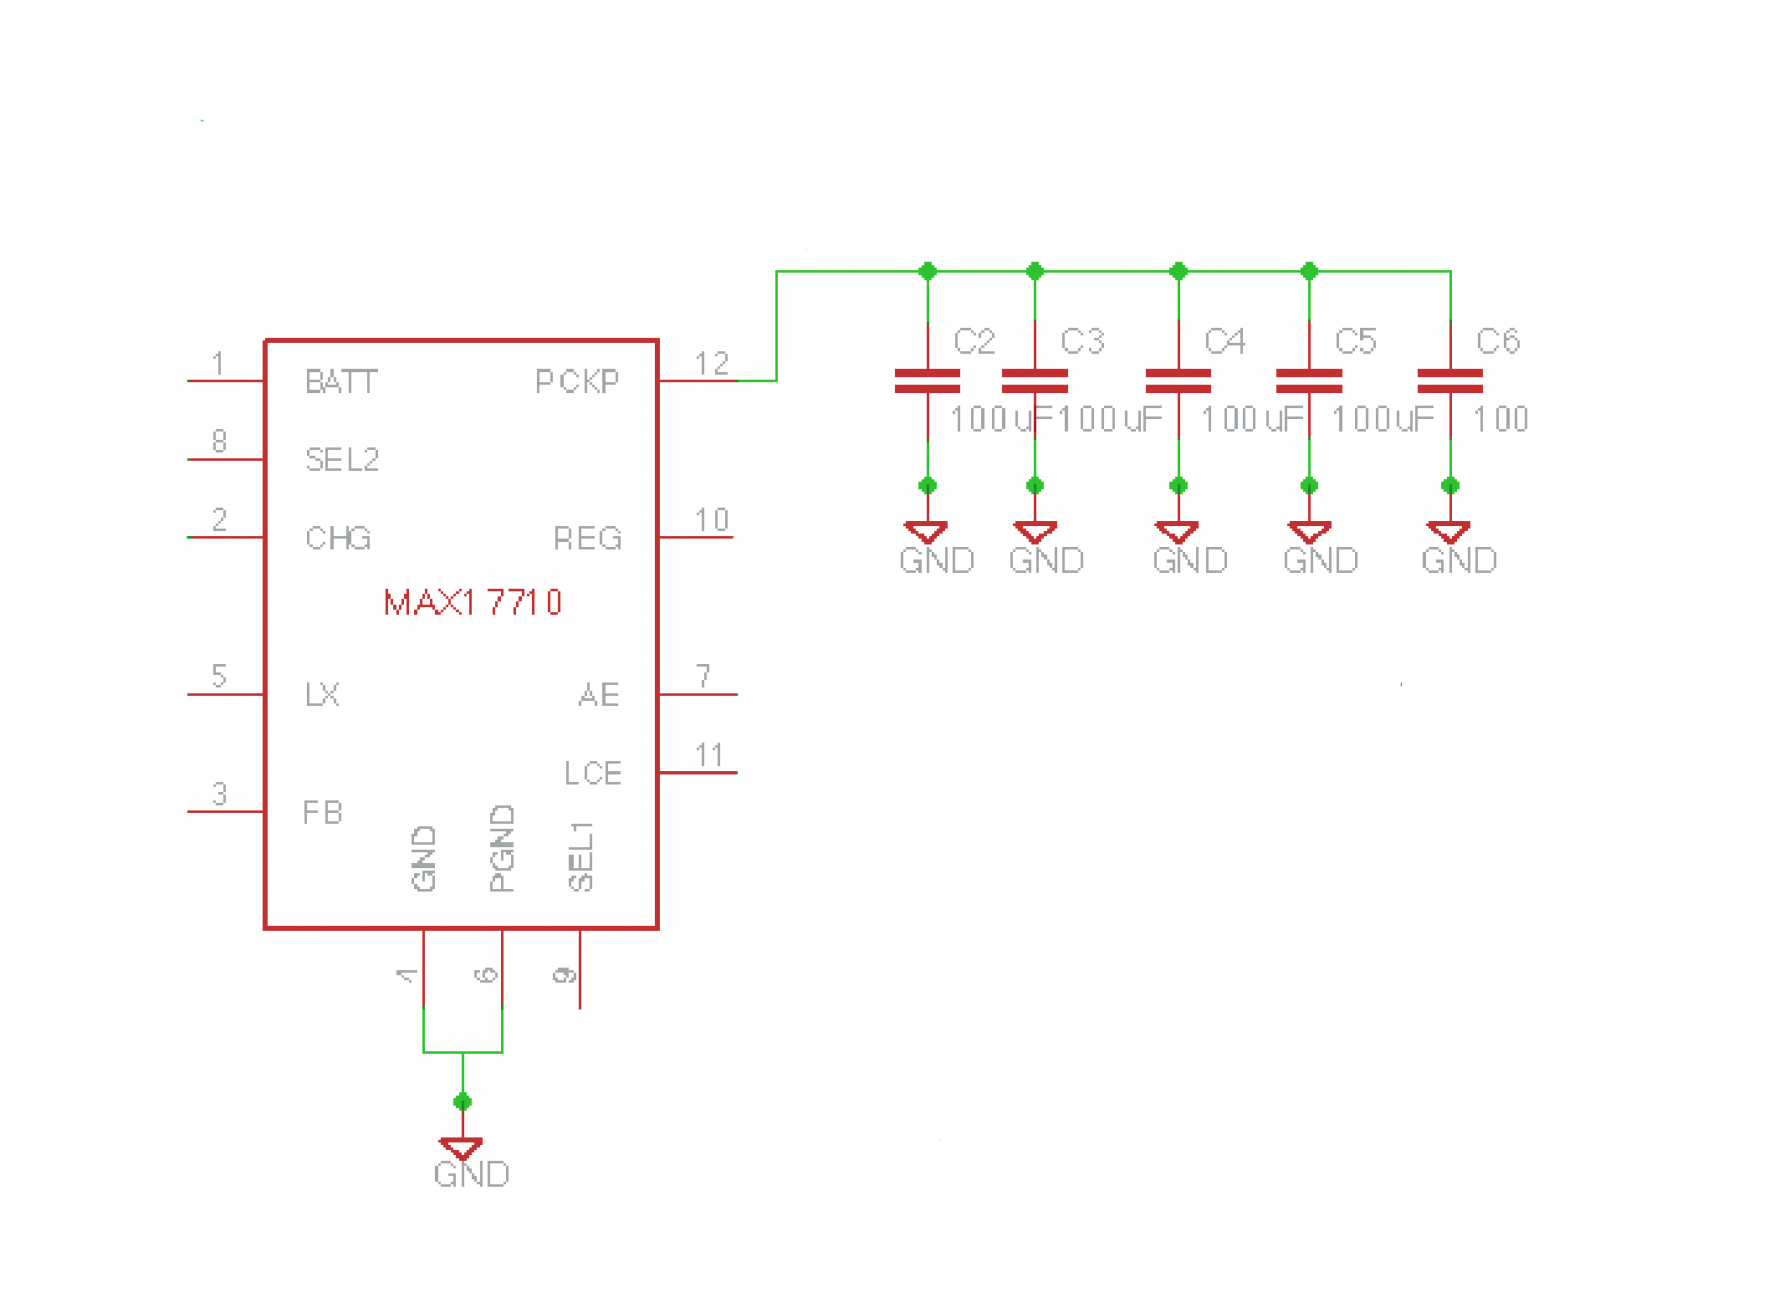 C2 C3 C4 C5 C6
1 BATT PCKP 12
100uF 100uF 100uF 100uF 100
8 SEL2
2 CHG REG 10
GND GND GND GND GND
MAX17710
5 LX AE 7
LCE 11
3 FB
GND PGND SEL1
4 6 9
GND